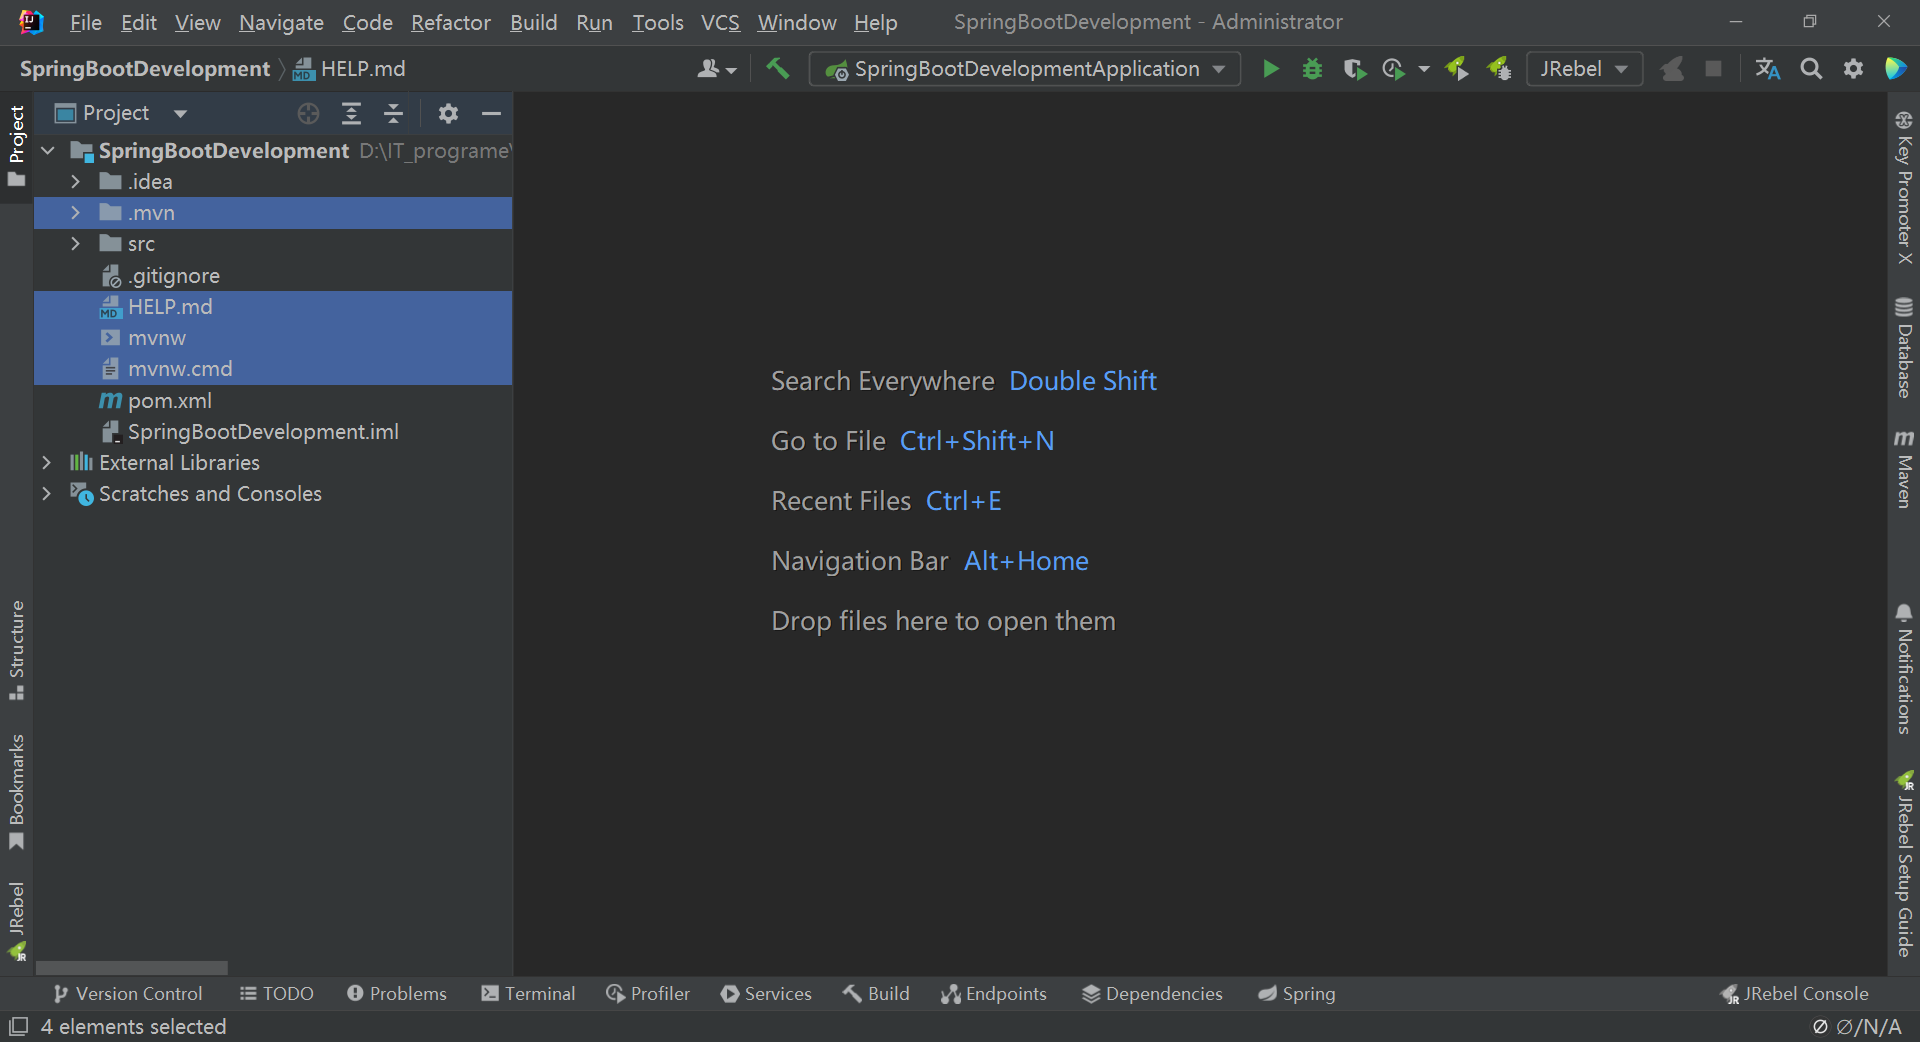 File Edit View Navigate Code Refactor Build Run Tools VCS Window Help SpringBootDevelopment - Administrator
SpringBootDevelopment HELP.md SpringBootDevelopmentApplication JRebel
Project
Project
SpringBootDevelopment D:\IT_programe\
.idea
.mvn
src
.gitignore
HELP.md
mvnw
mvnw.cmd
pom.xml
SpringBootDevelopment.iml
External Libraries
Scratches and Consoles
Structure
Bookmarks
JRebel
Search Everywhere Double Shift
Go to File Ctrl+Shift+N
Recent Files Ctrl+E
Navigation Bar Alt+Home
Drop files here to open them
Key Promoter X
Database
Maven
Notifications
JRebel Setup Guide
Version Control TODO Problems Terminal Profiler Services Build Endpoints Dependencies Spring JRebel Console
4 elements selected ∅/N/A